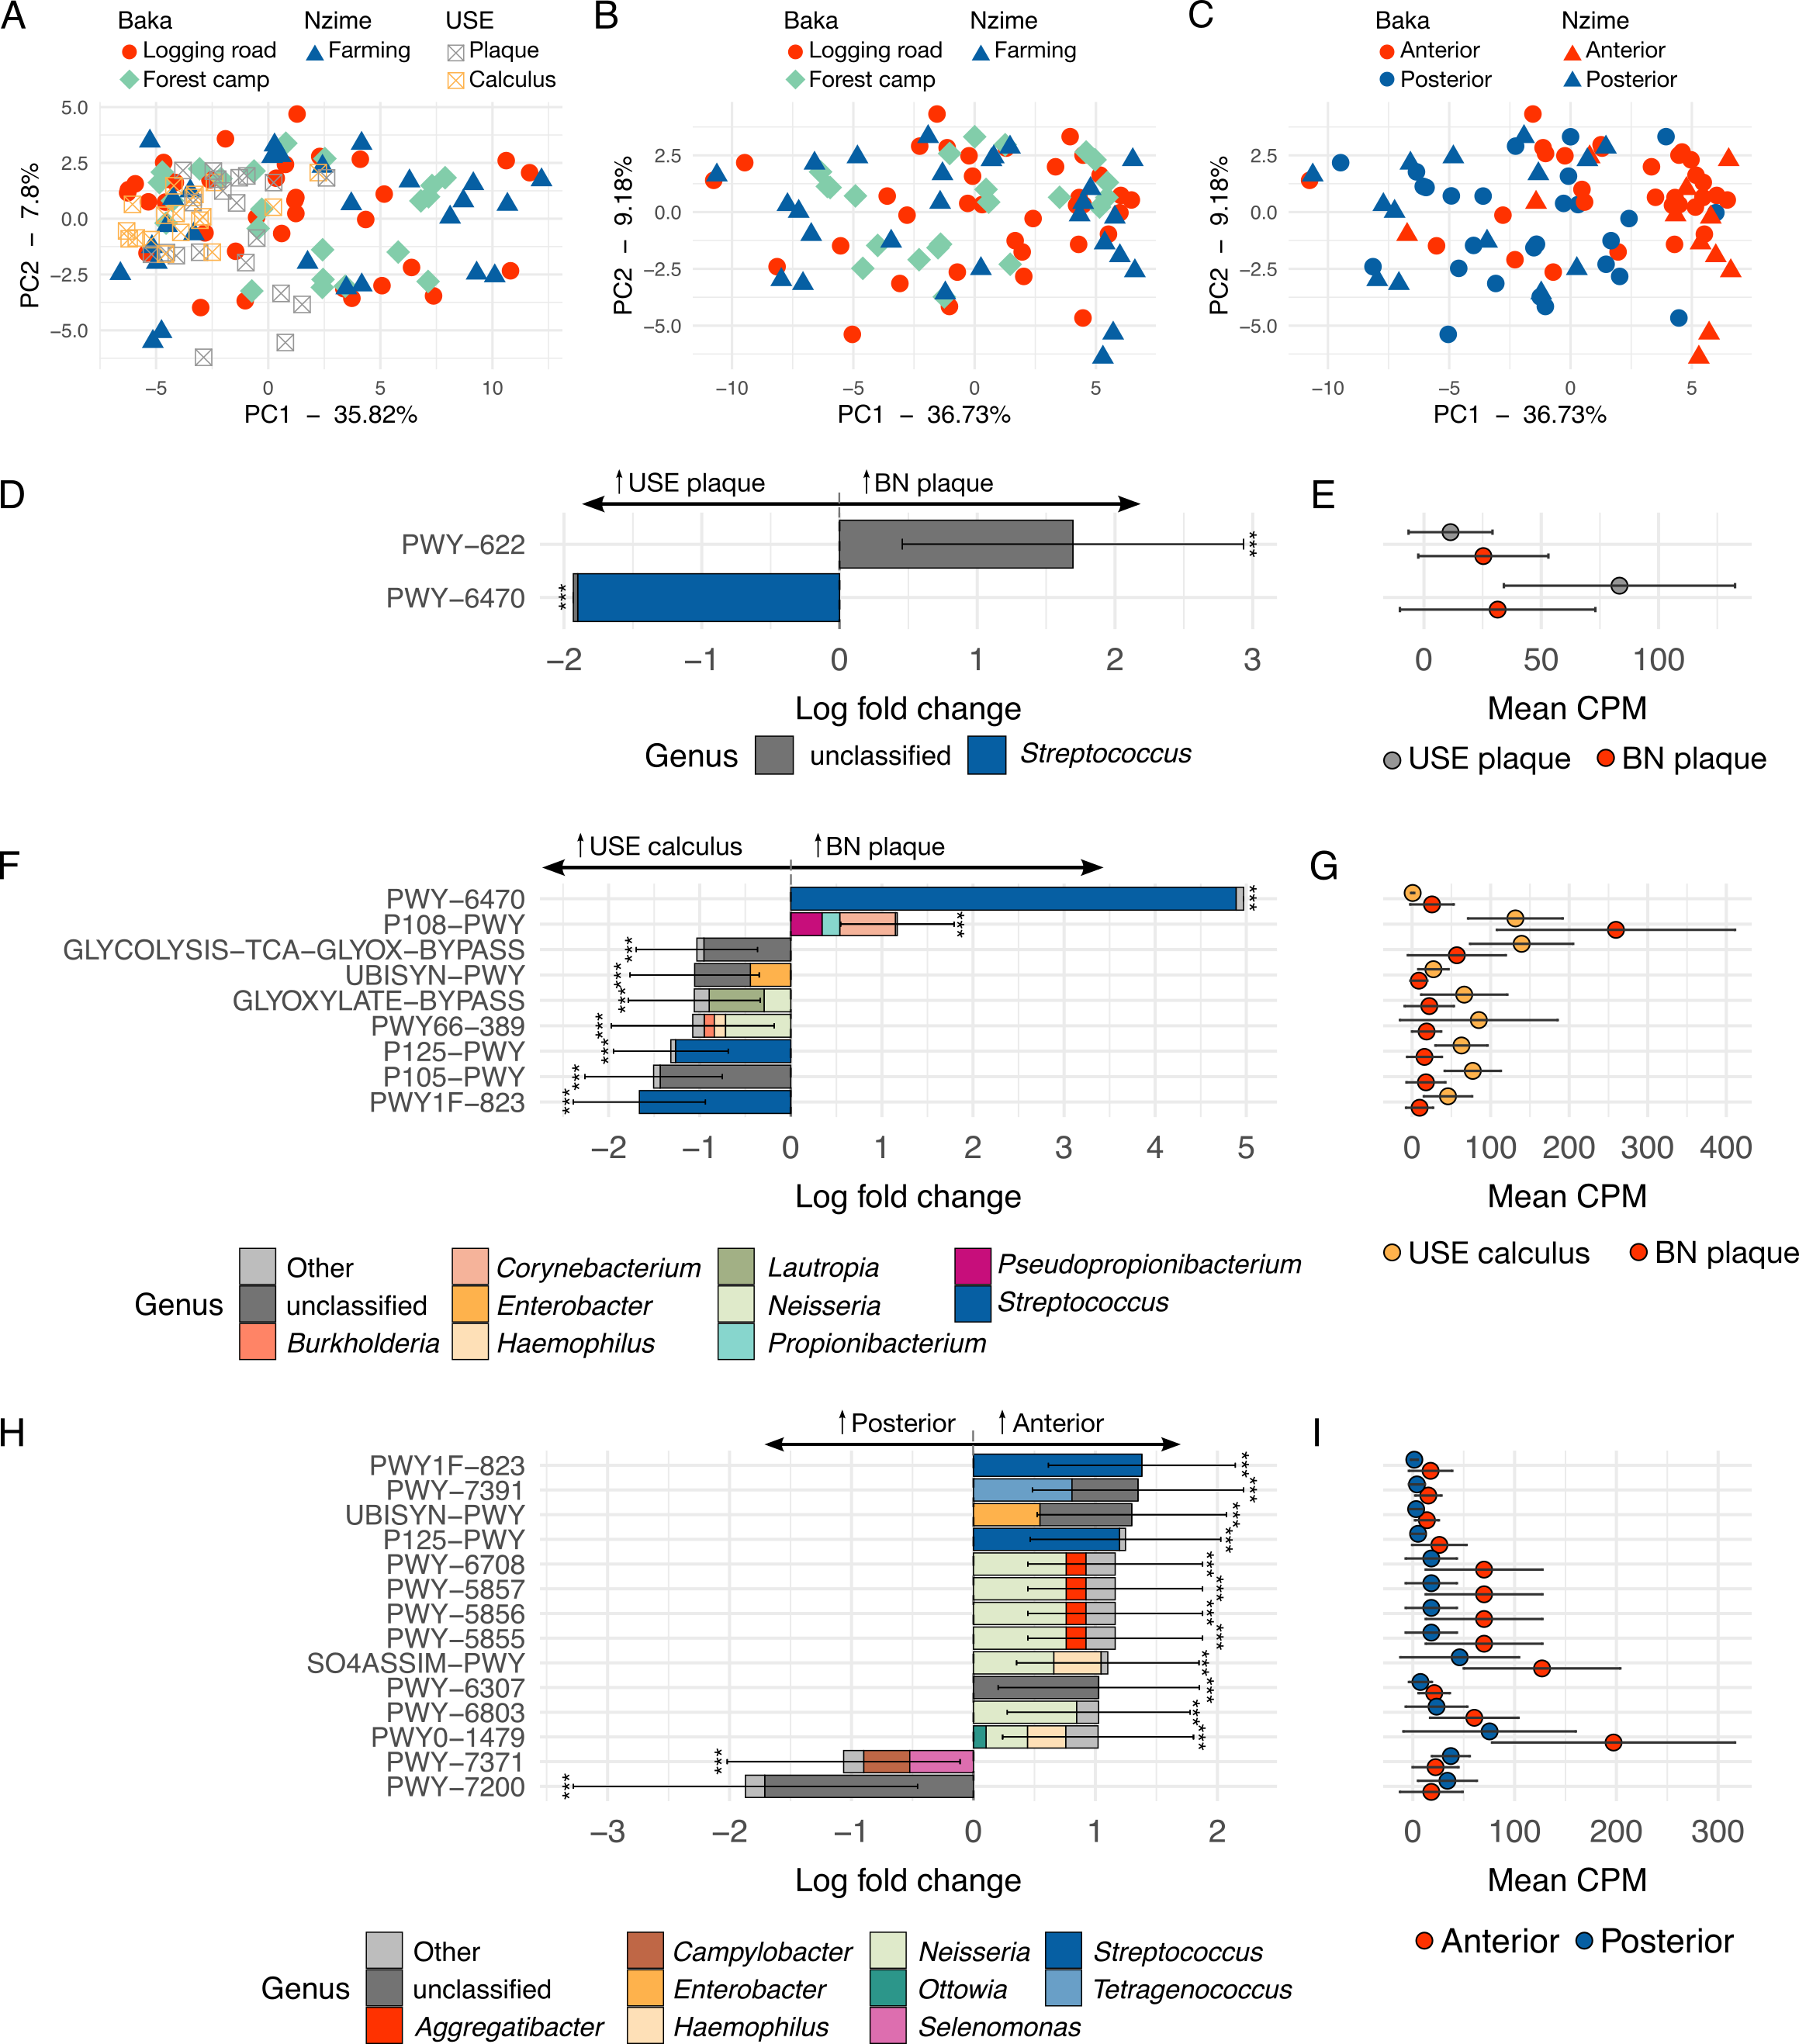 A
Baka
Nzime
USE
Logging road
Farming
Plaque
Forest camp
Calculus
5.0
2.5
0.0
−2.5
−5.0
PC2 − 7.8%
−5
0
5
10
PC1 − 35.82%
B
Baka
Nzime
Logging road
Farming
Forest camp
2.5
0.0
−2.5
−5.0
PC2 − 9.18%
−10
−5
0
5
PC1 − 36.73%
C
Baka
Nzime
Anterior
Anterior
Posterior
Posterior
2.5
0.0
−2.5
−5.0
PC2 − 9.18%
−10
−5
0
5
PC1 − 36.73%
D
↑USE plaque
↑BN plaque
PWY−622
***
PWY−6470
***
−2
−1
0
1
2
3
Log fold change
Genus
unclassified
Streptococcus
E
0
50
100
Mean CPM
USE plaque
BN plaque
F
↑USE calculus
↑BN plaque
PWY−6470
***
P108−PWY
***
GLYCOLYSIS−TCA−GLYOX−BYPASS
***
UBISYN−PWY
***
GLYOXYLATE−BYPASS
***
PWY66−389
***
P125−PWY
***
P105−PWY
***
PWY1F−823
***
−2
−1
0
1
2
3
4
5
Log fold change
Genus
Other
unclassified
Burkholderia
Corynebacterium
Enterobacter
Haemophilus
Lautropia
Neisseria
Propionibacterium
Pseudopropionibacterium
Streptococcus
G
0
100
200
300
400
Mean CPM
USE calculus
BN plaque
H
↑Posterior
↑Anterior
PWY1F−823
***
PWY−7391
***
UBISYN−PWY
***
P125−PWY
***
PWY−6708
***
PWY−5857
***
PWY−5856
***
PWY−5855
***
SO4ASSIM−PWY
***
PWY−6307
***
PWY−6803
***
PWY0−1479
***
PWY−7371
***
PWY−7200
***
−3
−2
−1
0
1
2
Log fold change
Genus
Other
unclassified
Aggregatibacter
Campylobacter
Enterobacter
Haemophilus
Neisseria
Ottowia
Selenomonas
Streptococcus
Tetragenococcus
I
0
100
200
300
Mean CPM
Anterior
Posterior